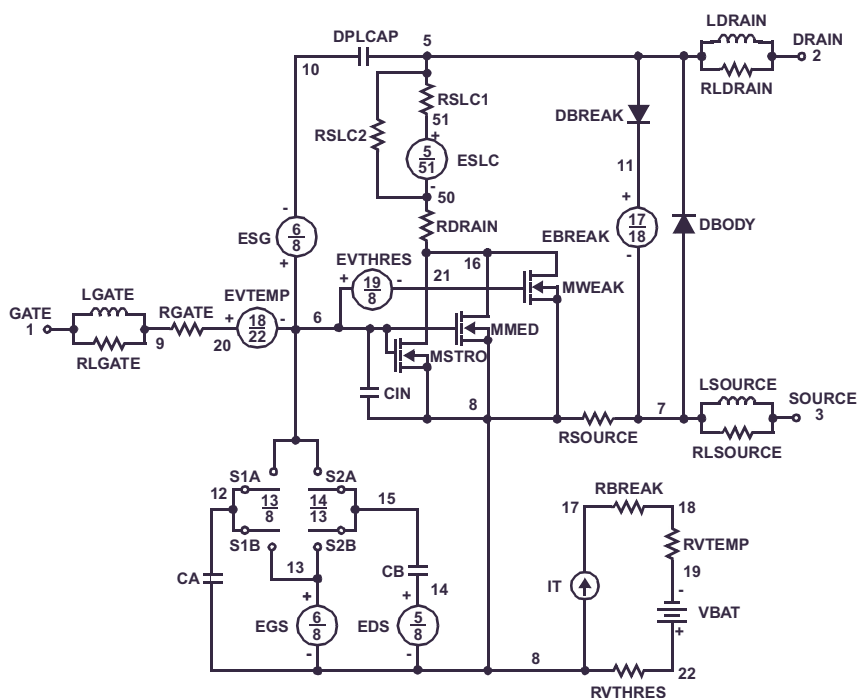 LDRAIN
DPLCAP 5 DRAIN
10 2
RLDRAIN
RSLC1
DBREAK
51
RSLC2 +
5
51
ESLC
11
-
50
+
-
17
18
DBODY
RDRAIN
6
8
ESG
EBREAK
EVTHRES
+
16
-
+ 19
8
- 21
MWEAK
LGATE
GATE RGATE EVTEMP
1
+ 18
22
- 6
MMED
9 20
MSTRO
RLGATE
LSOURCE
CIN
8 7 SOURCE
3
RSOURCE
RLSOURCE
S1A S2A
12
13
8
14
13
15
RBREAK
17 18
S1B S2B
RVTEMP
13
CB
19
CA
14
IT
-
+ +
VBAT
EGS 6
8
EDS 5
8
+
- -
8
22
RVTHRES